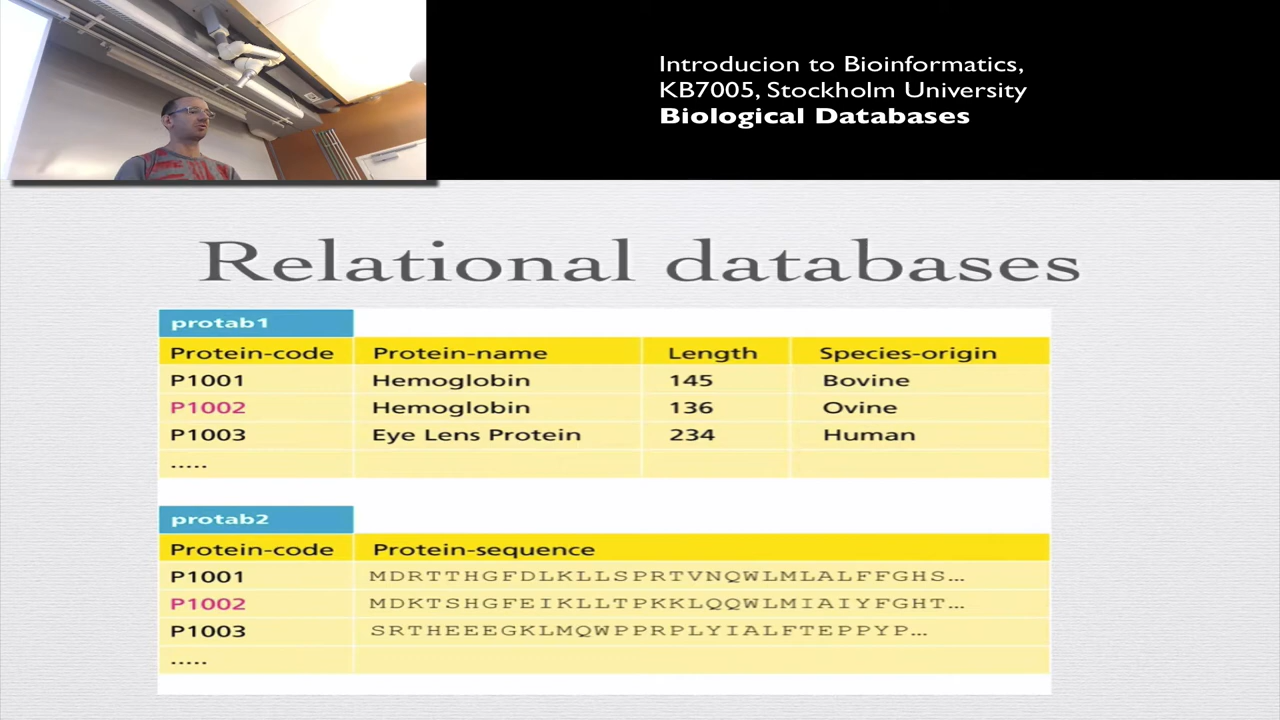 Introducion to Bioinformatics,
KB7005, Stockholm University
Biological Databases
Relational databases
protab1
Protein-code Protein-name Length Species-origin
P1001 Hemoglobin 145 Bovine
P1002 Hemoglobin 136 Ovine
P1003 Eye Lens Protein 234 Human
.....
protab2
Protein-code Protein-sequence
P1001 MDRTTHGFDLKLLSPRTVNQWLMLALFFGHS...
P1002 MDKTSHGFEIKLLTPKKLQQWLMIAIYFGHT...
P1003 SRTHEEEGKLMQWPPRPLYIALFTEPPYP...
.....